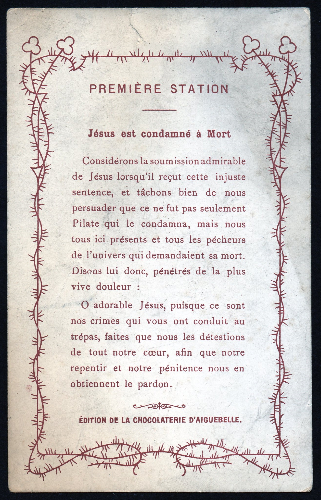 PREMIÈRE STATION
Jésus est condamné à Mort
Considérons la soumission admirable
de Jésus lorsqu'il reçut cette injuste
sentence, et tâchons bien de nous
persuader que ce ne fut pas seulement
Pilate qui le condamna, mais nous
tous ici présents et tous les pécheurs
de l'univers qui demandaient sa mort.
Disons lui donc, pénétrés de la plus
vive douleur :
O adorable Jésus, puisque ce sont
nos crimes qui vous ont conduit au
trépas, faites que nous les détestions
de tout notre cœur, afin que notre
repentir et notre pénitence nous en
obtiennent le pardon.
ÉDITION DE LA CHOCOLATERIE D'AIGUEBELLE.